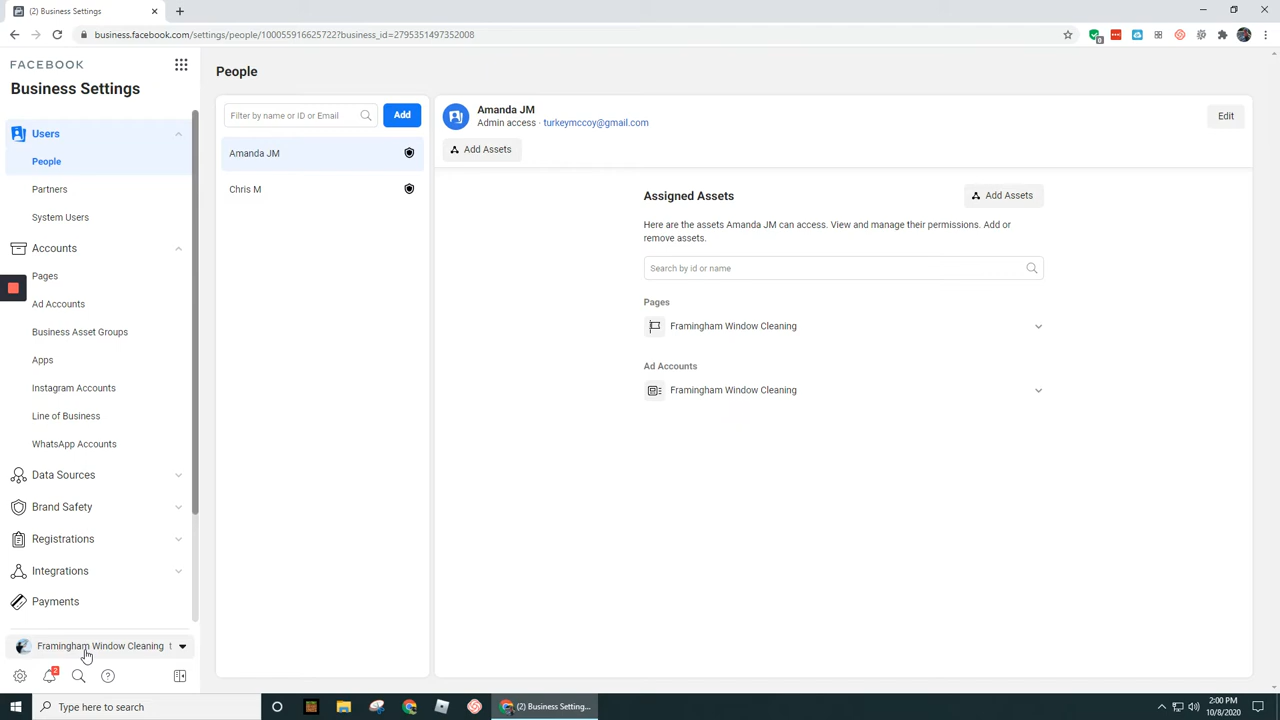 (2) Business Settings
business.facebook.com/settings/people/100055916625722?business_id=2795351497352008
FACEBOOK
Business Settings
Users
People
Partners
System Users
Accounts
Pages
Ad Accounts
Business Asset Groups
Apps
Instagram Accounts
Line of Business
WhatsApp Accounts
Data Sources
Brand Safety
Registrations
Integrations
Payments
Framingham Window Cleaning t
2
People
Filter by name or ID or Email
Add
Amanda JM
Chris M
Amanda JM
Admin access · turkeymccoy@gmail.com
Edit
Add Assets
Assigned Assets
Add Assets
Here are the assets Amanda JM can access. View and manage their permissions. Add or
remove assets.
Search by id or name
Pages
Framingham Window Cleaning
Ad Accounts
Framingham Window Cleaning
Type here to search
(2) Business Setting...
2:00 PM
10/8/2020